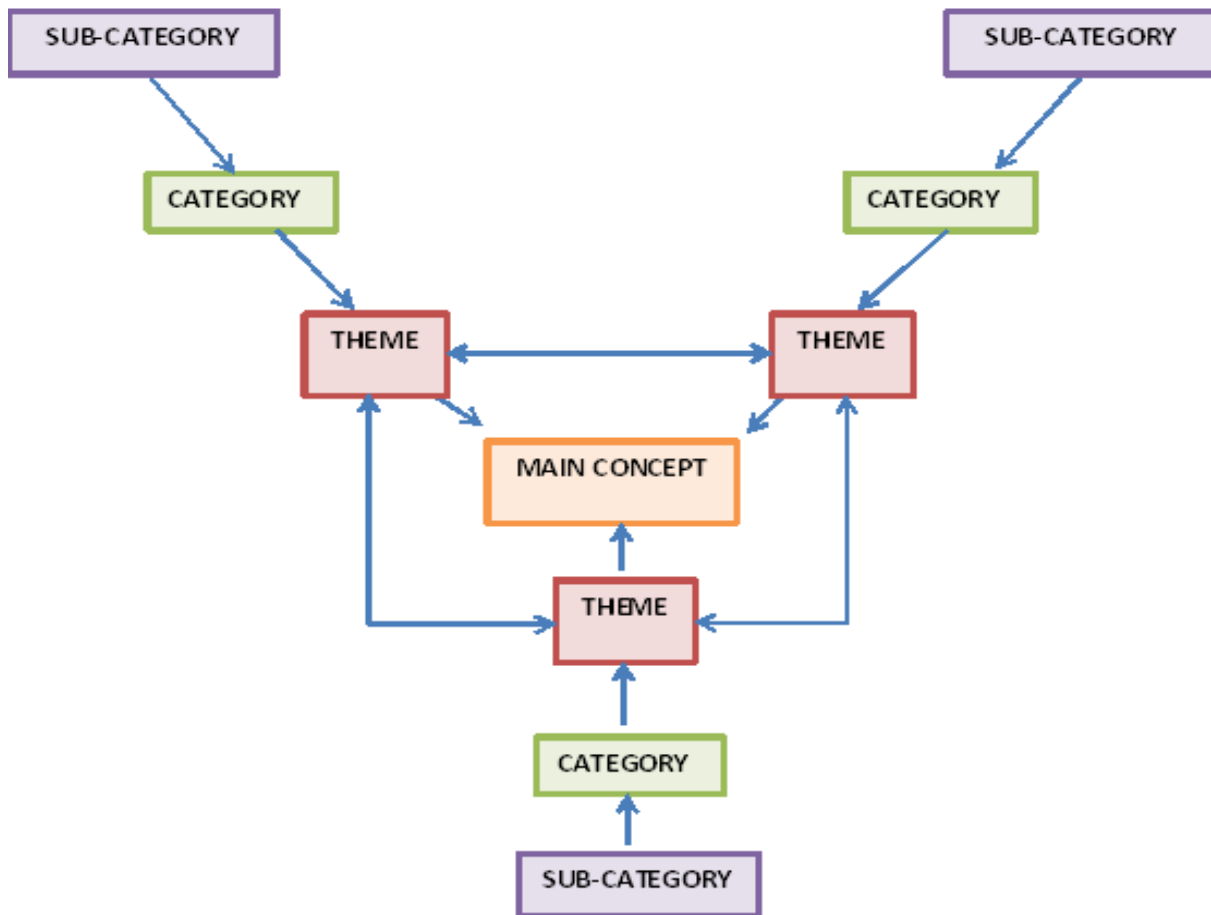 SUB-CATEGORY
SUB-CATEGORY
CATEGORY
CATEGORY
THEME
THEME
MAIN CONCEPT
THEME
CATEGORY
SUB-CATEGORY